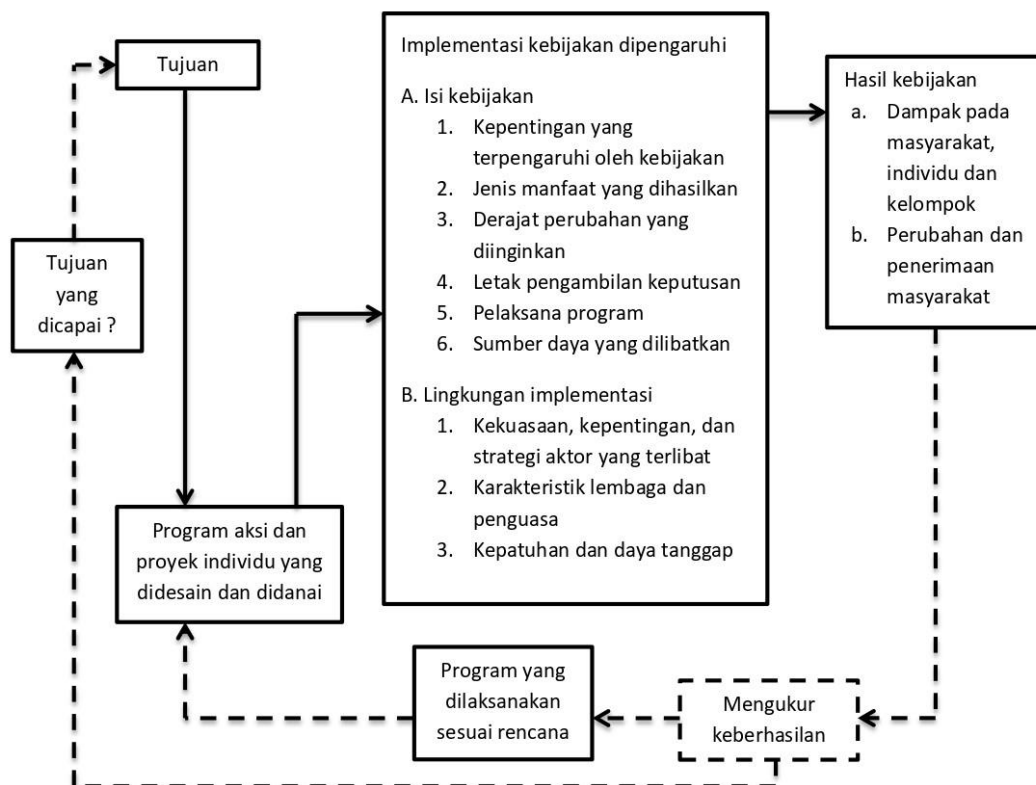 Tujuan
Tujuan
yang
dicapai ?
Program aksi dan
proyek individu yang
didesain dan didanai
Implementasi kebijakan dipengaruhi
A. Isi kebijakan
1. Kepentingan yang
terpengaruhi oleh kebijakan
2. Jenis manfaat yang dihasilkan
3. Derajat perubahan yang
diinginkan
4. Letak pengambilan keputusan
5. Pelaksana program
6. Sumber daya yang dilibatkan
B. Lingkungan implementasi
1. Kekuasaan, kepentingan, dan
strategi aktor yang terlibat
2. Karakteristik lembaga dan
penguasa
3. Kepatuhan dan daya tanggap
Hasil kebijakan
a. Dampak pada
masyarakat,
individu dan
kelompok
b. Perubahan dan
penerimaan
masyarakat
Program yang
dilaksanakan
sesuai rencana
Mengukur
keberhasilan